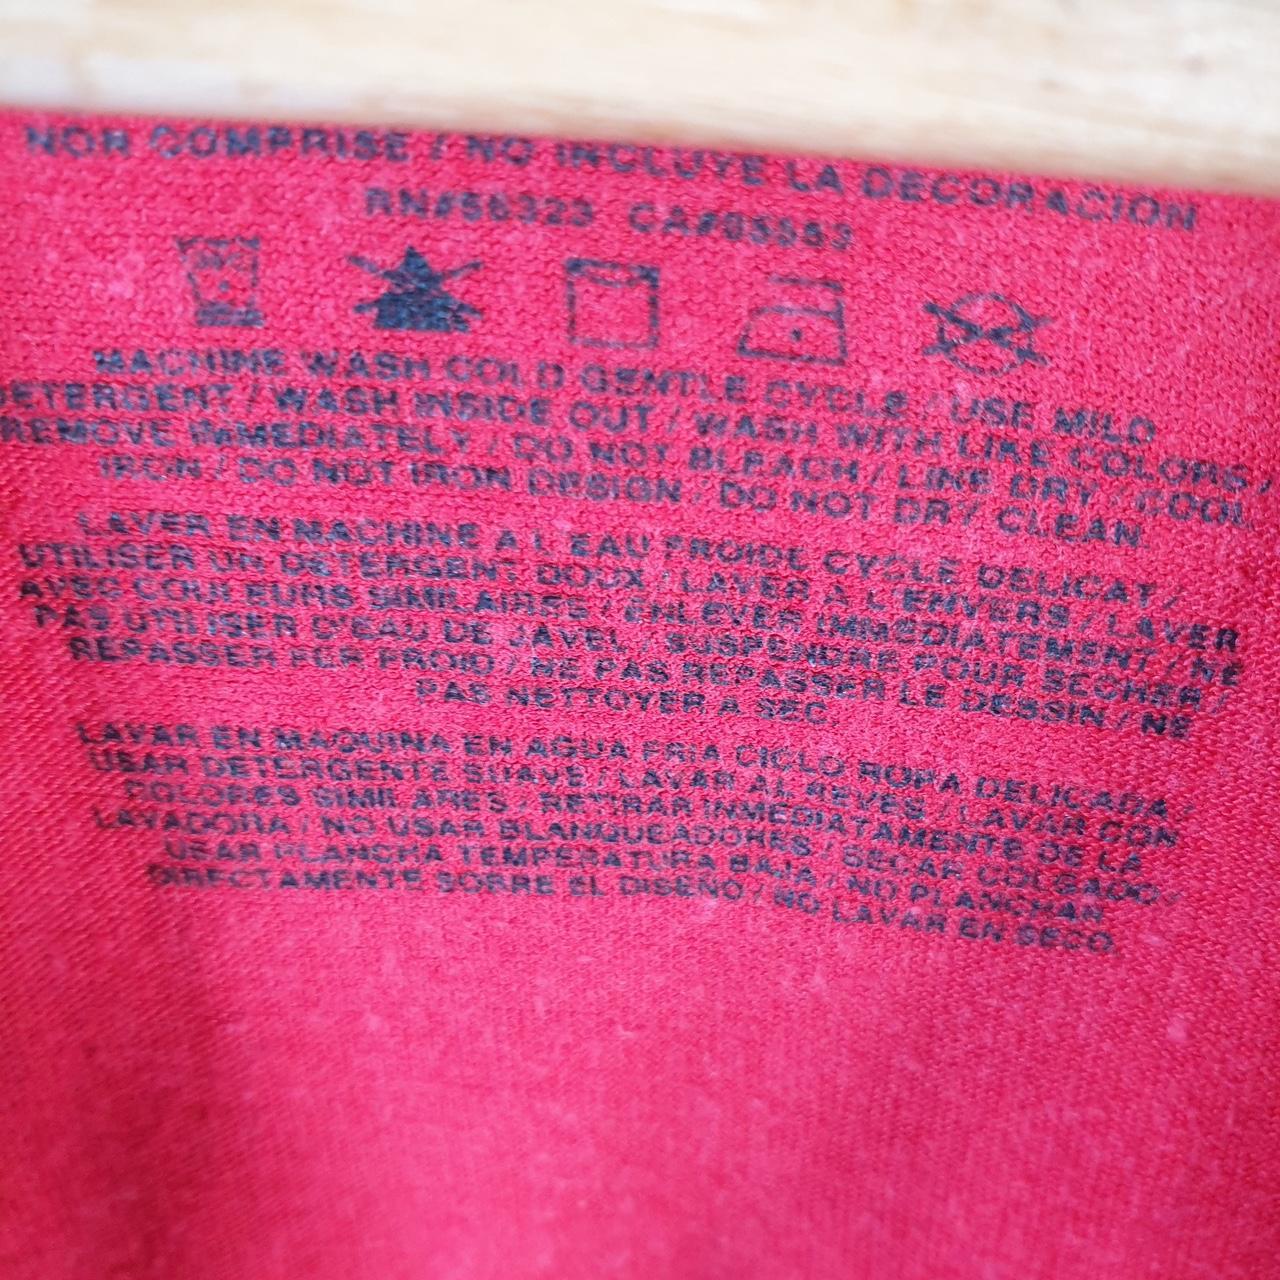 NON COMPRISE / NO INCLUYE LA DECORACION
RN#56323 CA#05553
MACHINE WASH COLD GENTLE CYCLE / USE MILD
DETERGENT / WASH INSIDE OUT / WASH WITH LIKE COLORS /
REMOVE IMMEDIATELY / DO NOT BLEACH / LINE DRY / COOL
IRON / DO NOT IRON DESIGN / DO NOT DRY CLEAN
LAVER EN MACHINE A L'EAU FROIDE CYCLE DELICAT /
UTILISER UN DETERGENT DOUX / LAVER A L'ENVERS / LAVER
AVEC COULEURS SIMILAIRES / ENLEVER IMMEDIATEMENT / NE
PAS UTILISER D'EAU DE JAVEL / SUSPENDRE POUR SECHER /
REPASSER FER FROID / NE PAS REPASSER LE DESSIN / NE
PAS NETTOYER A SEC
LAVAR EN MAQUINA EN AGUA FRIA CICLO ROPA DELICADA /
USAR DETERGENTE SUAVE / LAVAR AL REVES / LAVAR CON
COLORES SIMILARES / RETIRAR INMEDIATAMENTE DE LA
LAVADORA / NO USAR BLANQUEADORES / SECAR COLGADO /
USAR PLANCHA TEMPERATURA BAJA / NO PLANCHAR
DIRECTAMENTE SOBRE EL DISEÑO / NO LAVAR EN SECO